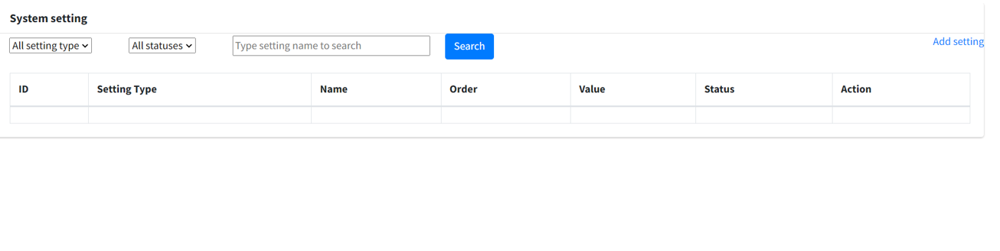 System setting
All setting type All statuses Type setting name to search Search Add setting
ID Setting Type Name Order Value Status Action